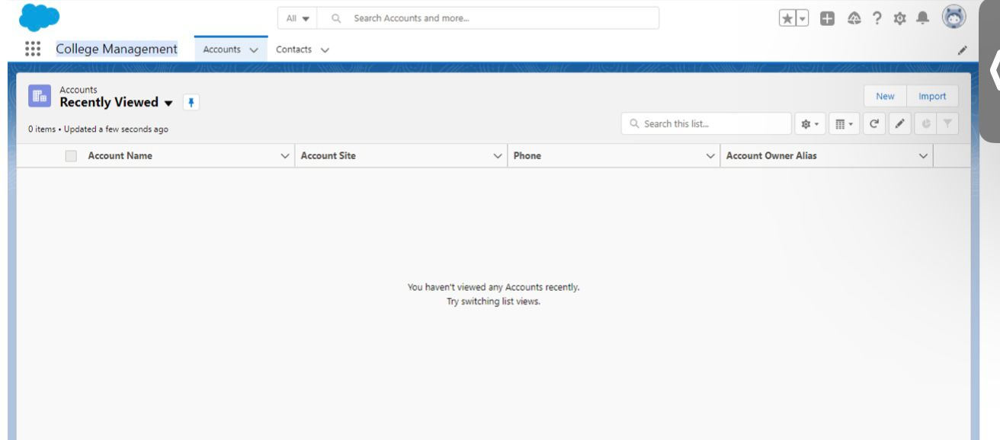 All
Search Accounts and more...
College Management
Accounts
Contacts
Accounts
Recently Viewed
New
Import
0 items • Updated a few seconds ago
Search this list...
Account Name
Account Site
Phone
Account Owner Alias
You haven't viewed any Accounts recently.
Try switching list views.